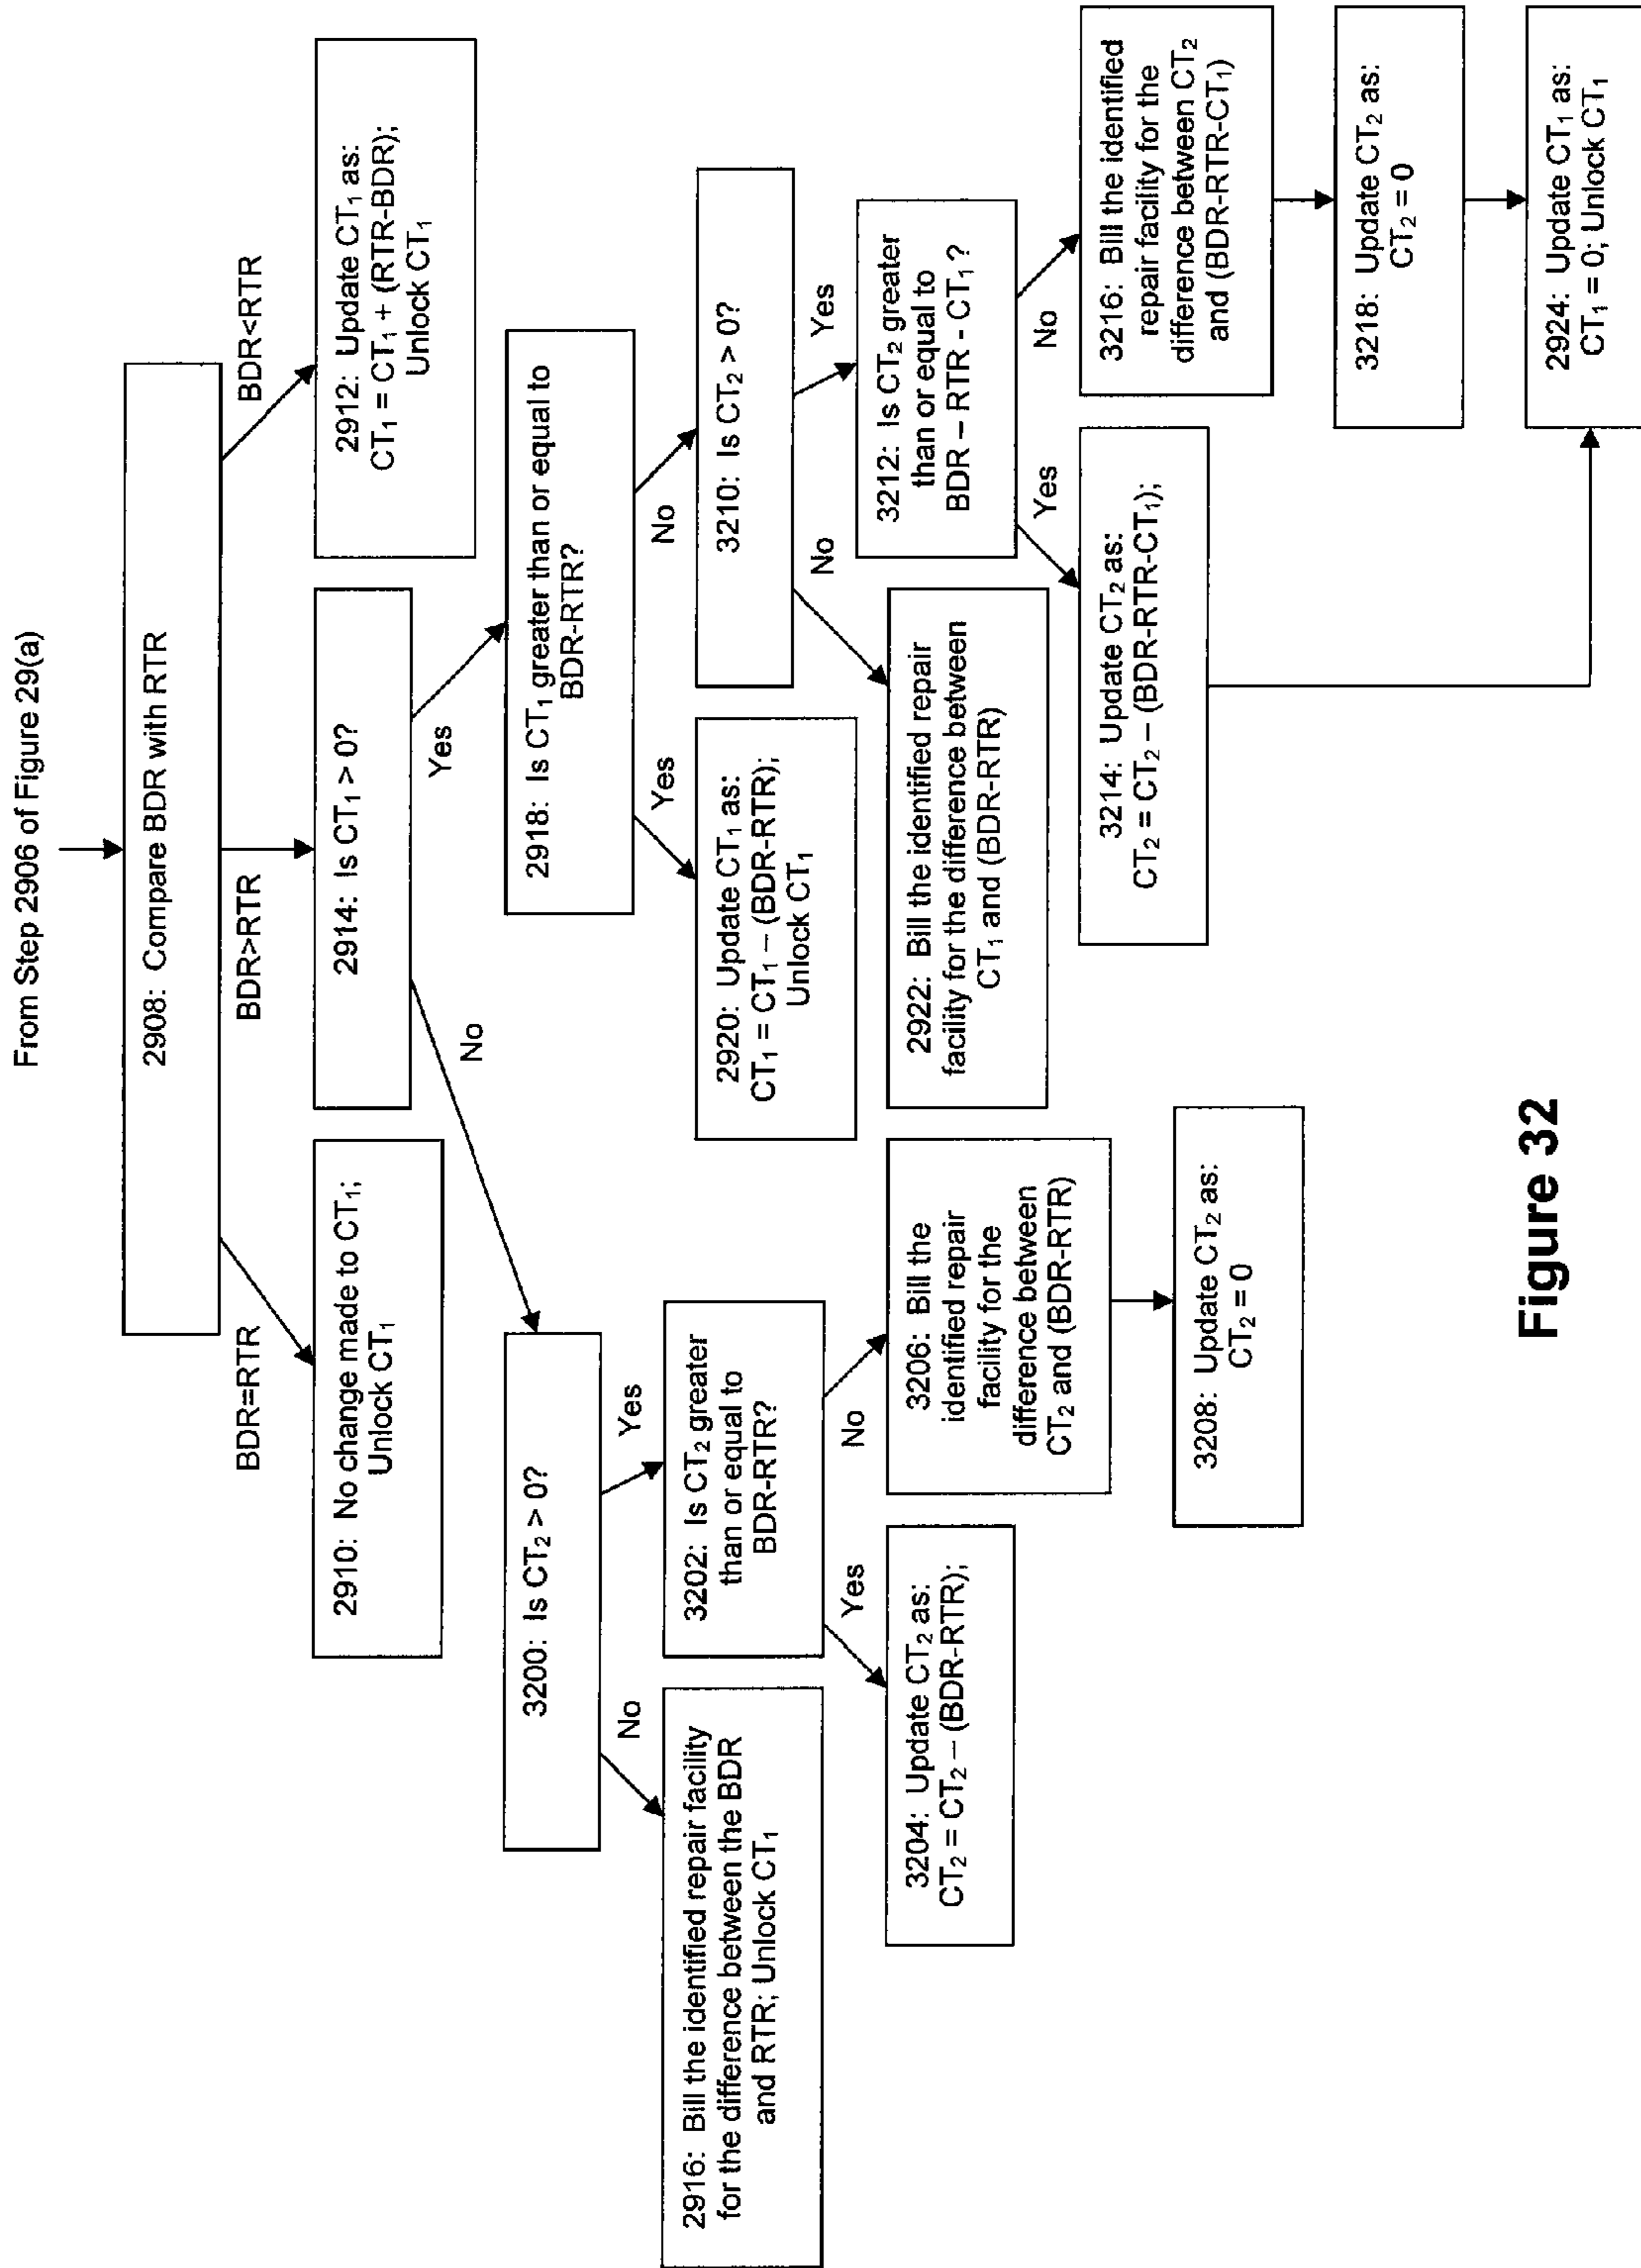 From Step 2906 of Figure 29(a)
2908: Compare BDR with RTR
BDR=RTR
BDR>RTR
BDR<RTR
2910: No change made to CT₁;
Unlock CT₁
2914: Is CT₁ > 0?
2912: Update CT₁ as:
CT₁ = CT₁ + (RTR-BDR);
Unlock CT₁
No
Yes
3200: Is CT₂ > 0?
2918: Is CT₁ greater than or equal to
BDR-RTR?
No
Yes
Yes
No
2916: Bill the identified repair facility
for the difference between the BDR
and RTR; Unlock CT₁
3202: Is CT₂ greater
than or equal to
BDR-RTR?
2920: Update CT₁ as:
CT₁ = CT₁ – (BDR-RTR);
Unlock CT₁
3210: Is CT₂ > 0?
Yes
No
No
Yes
3204: Update CT₂ as:
CT₂ = CT₂ – (BDR-RTR);
3206: Bill the
identified repair
facility for the
difference between
CT₂ and (BDR-RTR)
2922: Bill the identified repair
facility for the difference between
CT₁ and (BDR-RTR)
3212: Is CT₂ greater
than or equal to
BDR – RTR - CT₁ ?
Yes
No
3208: Update CT₂ as:
CT₂ = 0
3214: Update CT₂ as:
CT₂ = CT₂ – (BDR-RTR-CT₁);
3216: Bill the identified
repair facility for the
difference between CT₂
and (BDR-RTR-CT₁)
3218: Update CT₂ as:
CT₂ = 0
2924: Update CT₁ as:
CT₁ = 0; Unlock CT₁
Figure 32